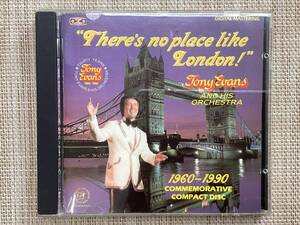 DIGITAL MASTERING
"There's no place like
London!"
Tony Evans
Tony Evans
AND HIS
ORCHESTRA
1960-1990
COMMEMORATIVE
COMPACT DISC